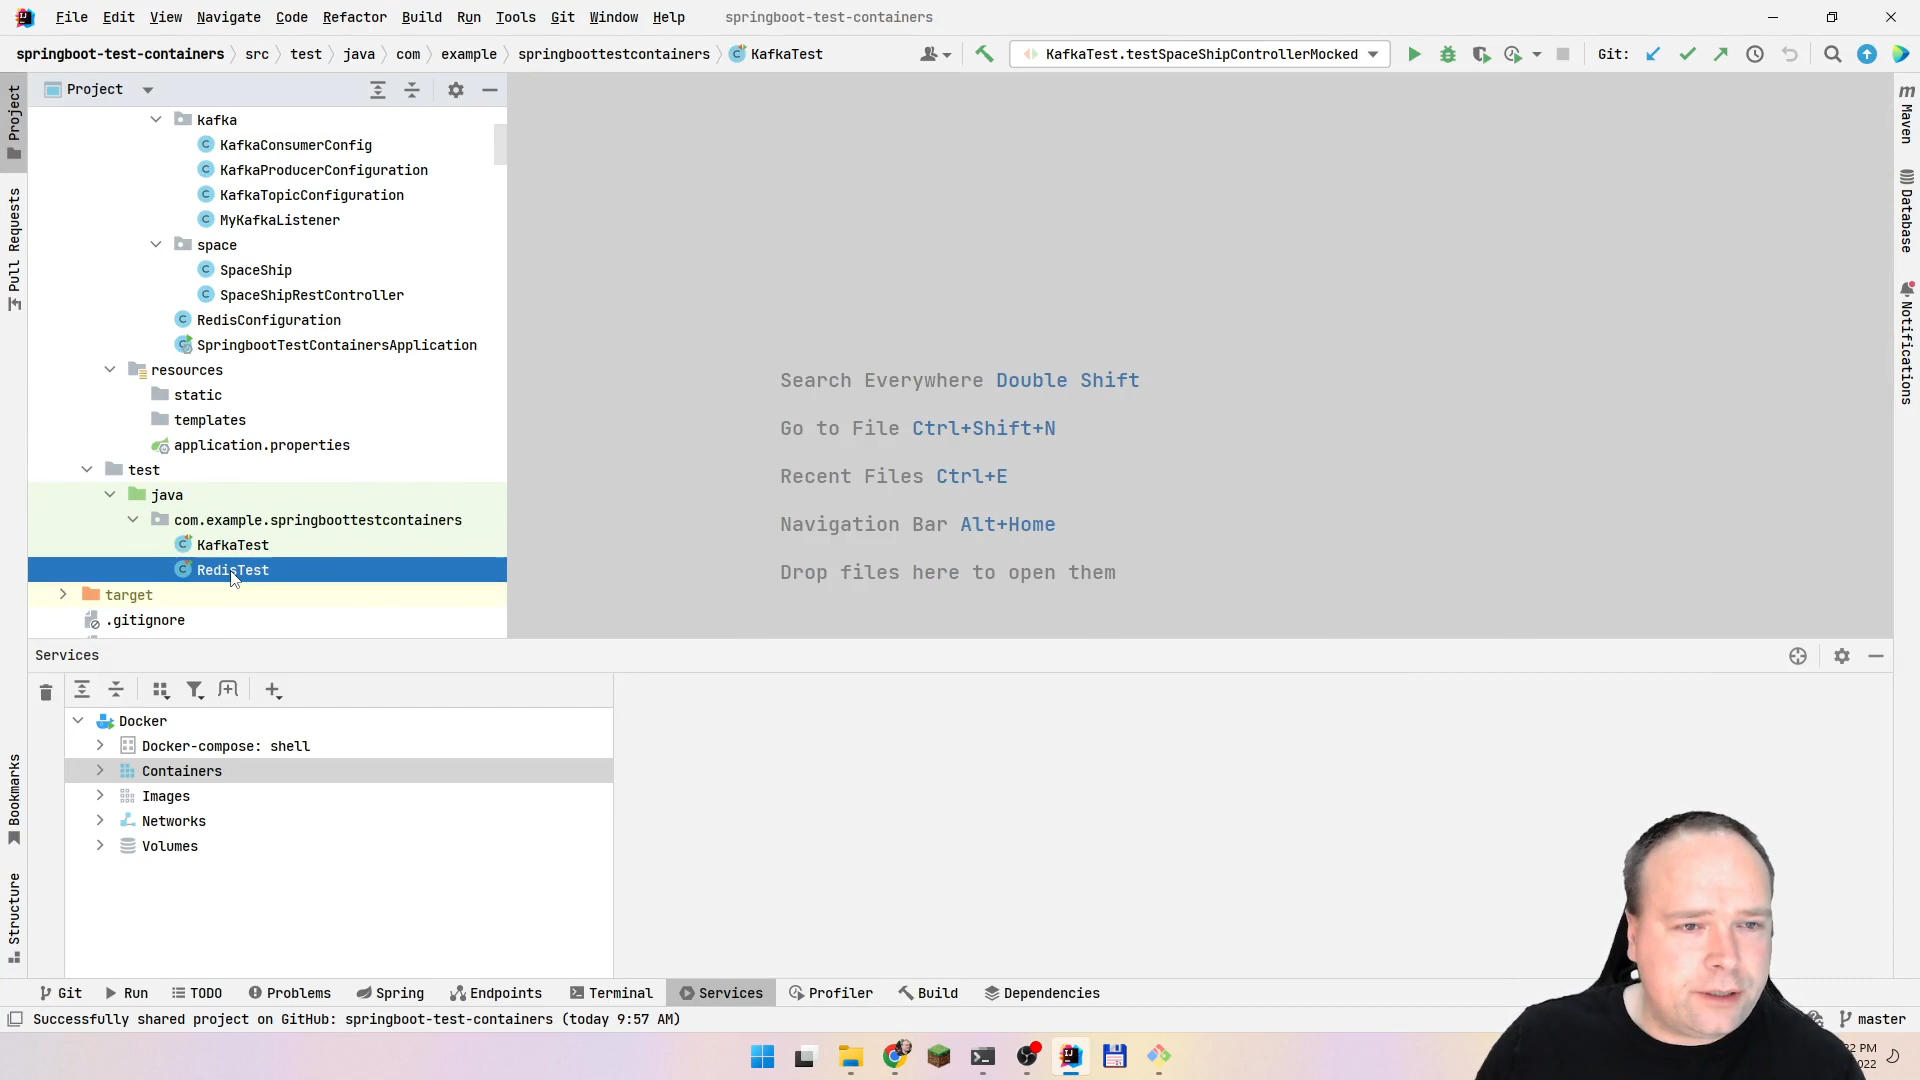 File Edit View Navigate Code Refactor Build Run Tools Git Window Help springboot-test-containers
springboot-test-containers src test java com example springboottestcontainers KafkaTest KafkaTest.testSpaceShipControllerMocked Git:
Project
kafka
KafkaConsumerConfig
KafkaProducerConfiguration
KafkaTopicConfiguration
MyKafkaListener
space
SpaceShip
SpaceShipRestController
RedisConfiguration
SpringbootTestContainersApplication
resources
static
templates
application.properties
test
java
com.example.springboottestcontainers
KafkaTest
RedisTest
target
.gitignore
Project
Pull Requests
Bookmarks
Structure
Search Everywhere Double Shift
Go to File Ctrl+Shift+N
Recent Files Ctrl+E
Navigation Bar Alt+Home
Drop files here to open them
Maven
Database
Notifications
Services
Docker
Docker-compose: shell
Containers
Images
Networks
Volumes
Git Run TODO Problems Spring Endpoints Terminal Services Profiler Build Dependencies
Successfully shared project on GitHub: springboot-test-containers (today 9:57 AM) master